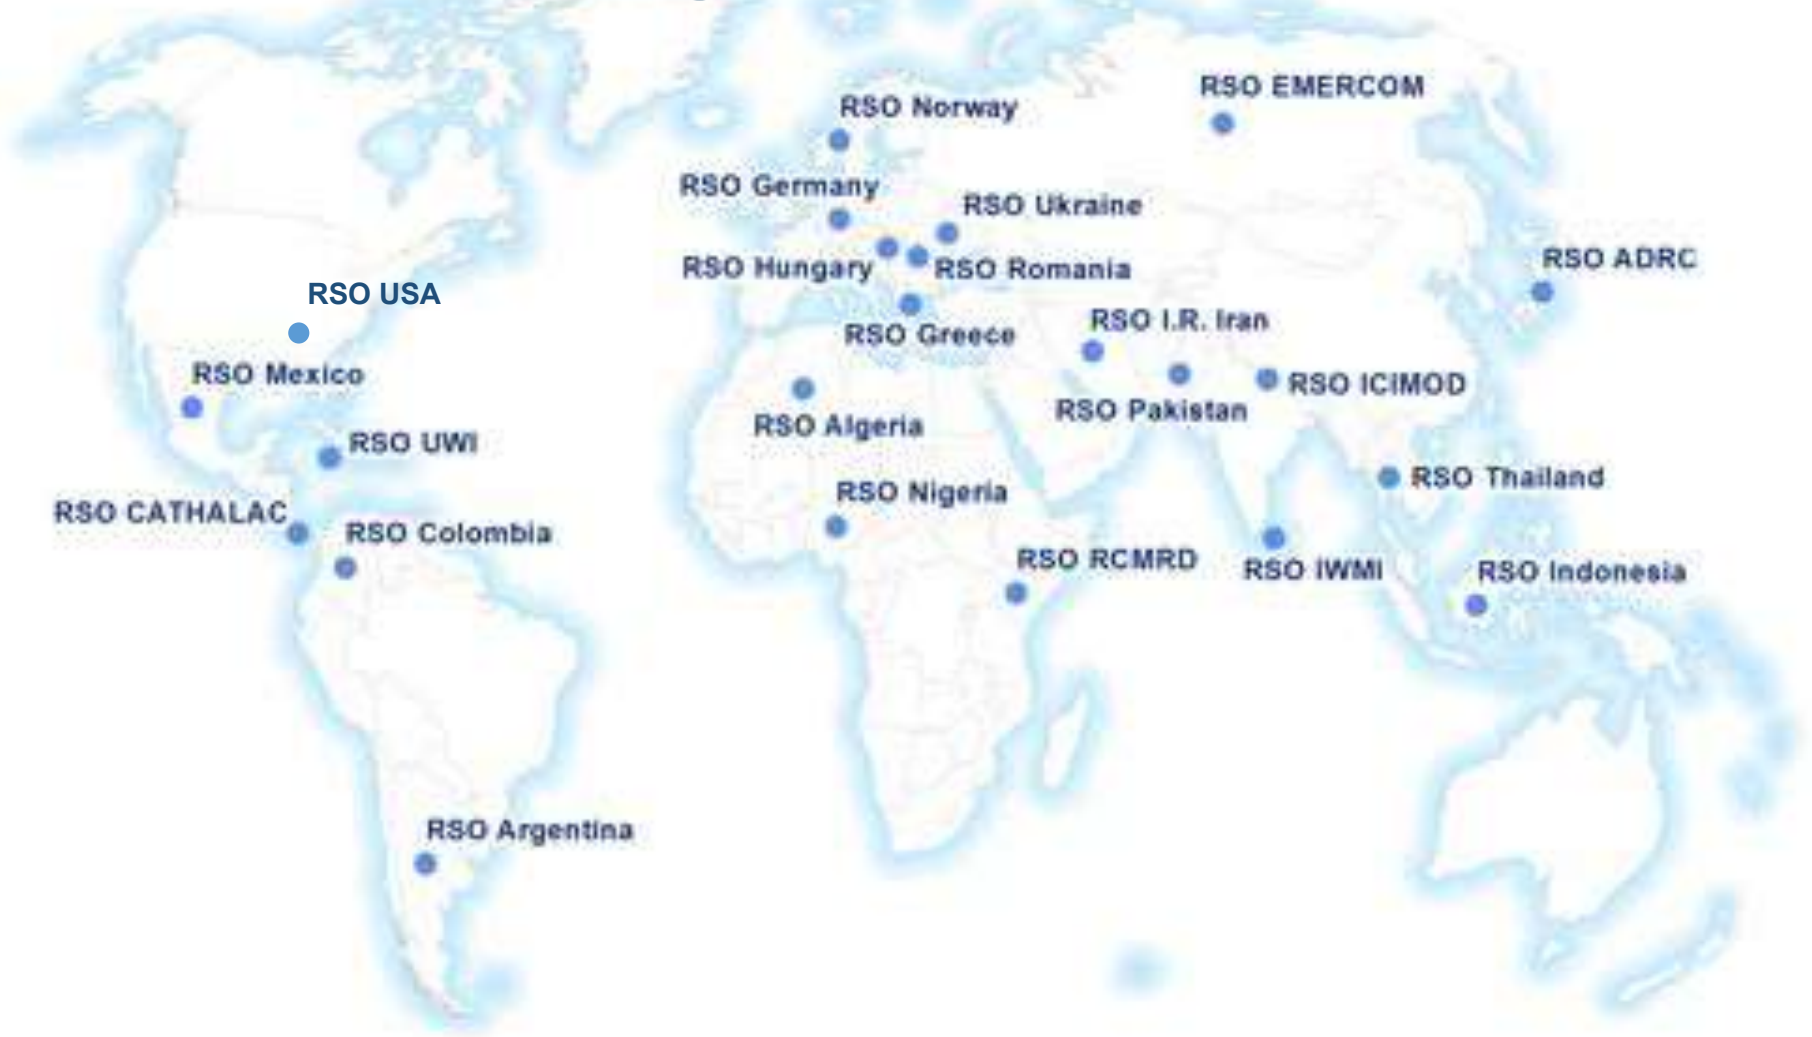 RSO EMERCOM
RSO Norway
RSO Germany
RSO Ukraine
RSO ADRC
RSO Hungary
RSO Romania
RSO USA
RSO I.R. Iran
RSO Greece
RSO Mexico
RSO ICIMOD
RSO Pakistan
RSO Algeria
RSO UWI
RSO Thailand
RSO Nigeria
RSO CATHALAC
RSO Colombia
RSO RCMRD
RSO IWMI
RSO Indonesia
RSO Argentina